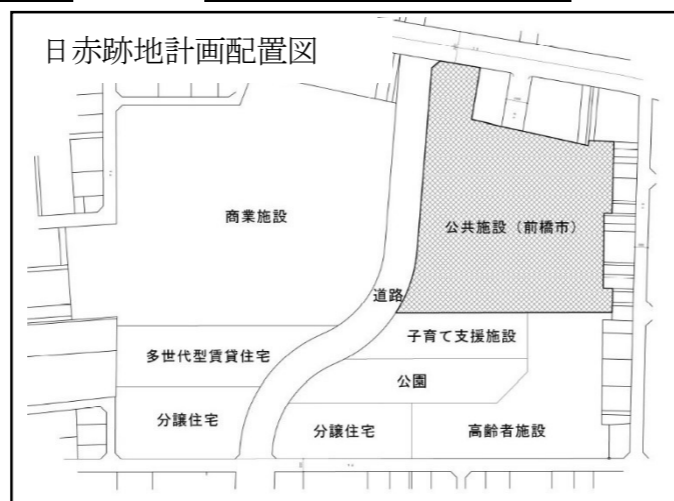 日赤跡地計画配置図
商業施設
公共施設（前橋市）
道路
子育て支援施設
多世代型賃貸住宅
公園
分譲住宅
分譲住宅
高齢者施設